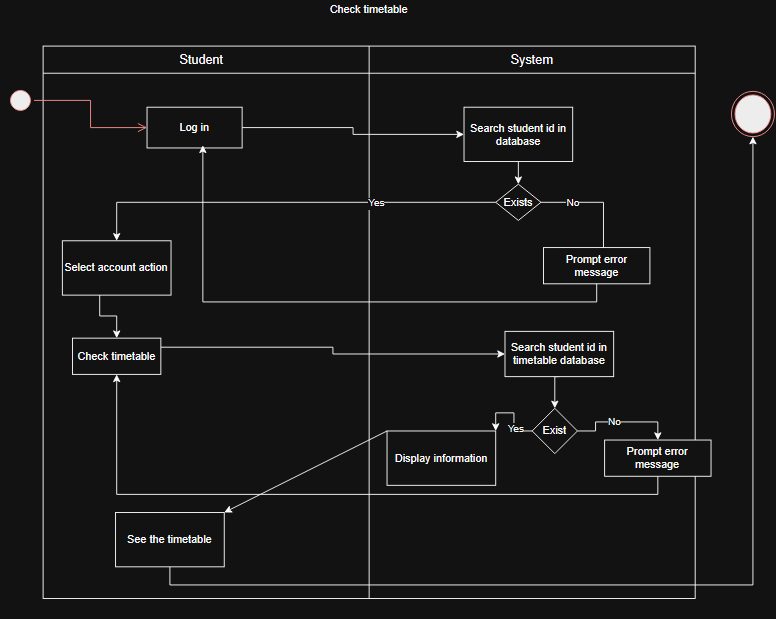 Check timetable
Student
System
Log in
Search student id in
database
Yes
Exists
No
Select account action
Prompt error
message
Check timetable
Search student id in
timetable database
Yes
Exist
No
Display information
Prompt error
message
See the timetable